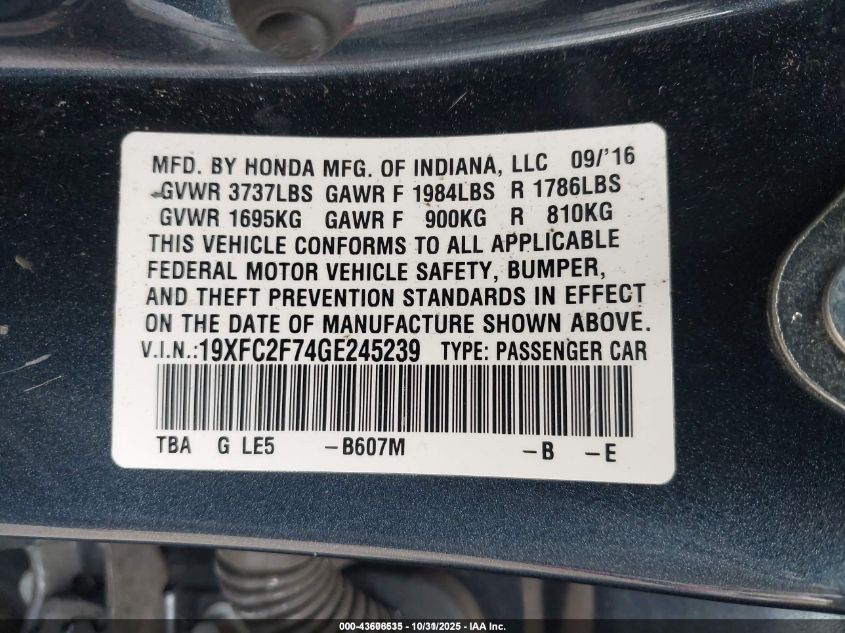 MFD. BY HONDA MFG. OF INDIANA, LLC 09/'16
GVWR 3737LBS GAWR F 1984LBS R 1786LBS
GVWR 1695KG GAWR F 900KG R 810KG
THIS VEHICLE CONFORMS TO ALL APPLICABLE
FEDERAL MOTOR VEHICLE SAFETY, BUMPER,
AND THEFT PREVENTION STANDARDS IN EFFECT
ON THE DATE OF MANUFACTURE SHOWN ABOVE.
V.I.N.:19XFC2F74GE245239 TYPE: PASSENGER CAR
TBA G LE5 -B607M -B -E
000-43606535 - 10/31/2025 - IAA Inc.